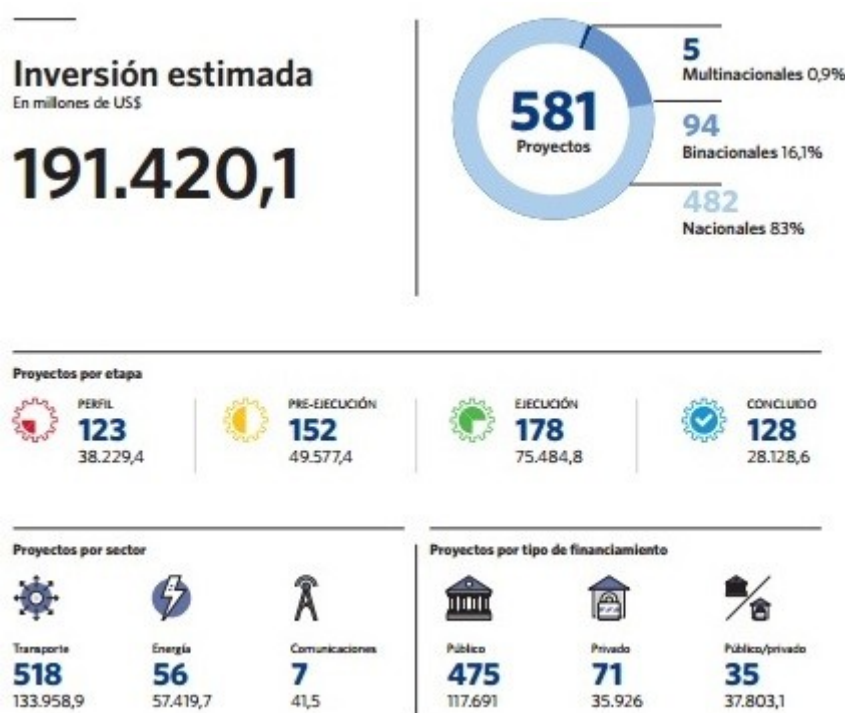 Inversión estimada
En millones de US$
191.420,1
581
Proyectos
5
Multinacionales 0,9%
94
Binacionales 16,1%
482
Nacionales 83%
Proyectos por etapa
PERFIL
123
38.229,4
PRE-EJECUCIÓN
152
49.577,4
EJECUCIÓN
178
75.484,8
CONCLUIDO
128
28.128,6
Proyectos por sector
Transporte
518
133.958,9
Energía
56
57.419,7
Comunicaciones
7
41,5
Proyectos por tipo de financiamiento
Público
475
117.691
Privado
71
35.926
Público/privado
35
37.803,1